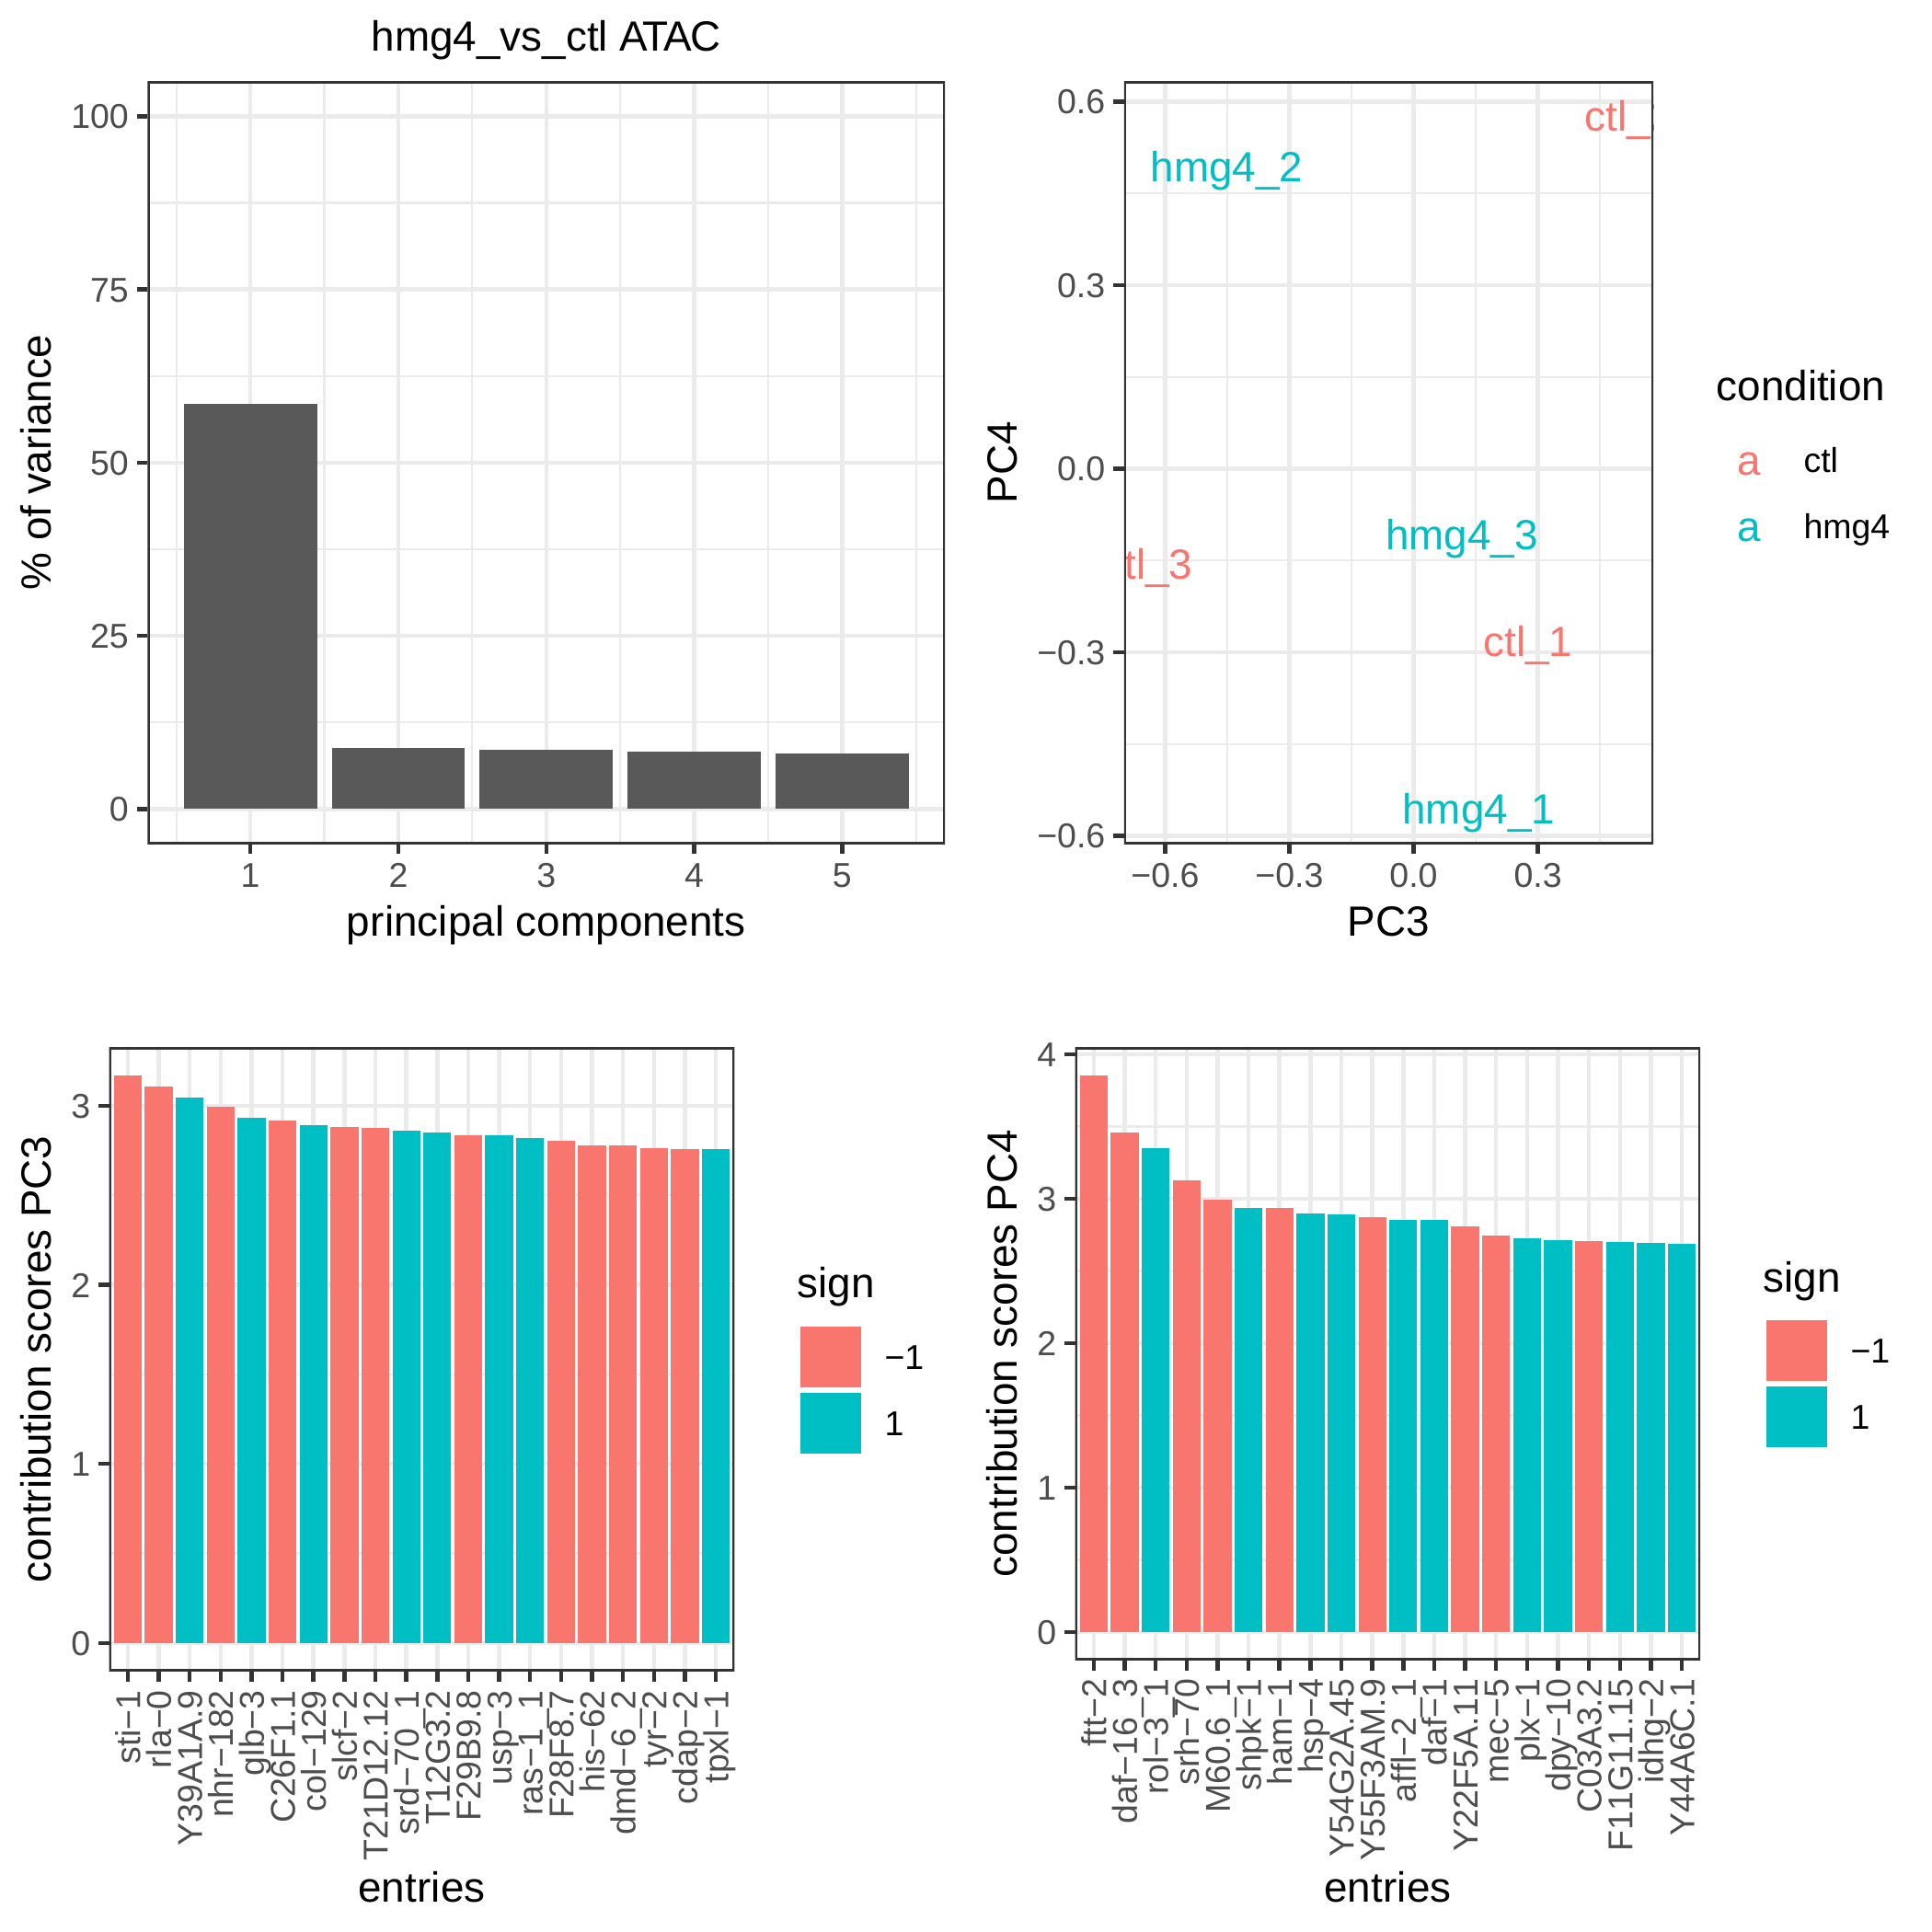 hmg4_vs_ctl ATAC
100
75
50
25
0
% of variance
1 2 3 4 5
principal components
0.6
0.3
0.0
−0.3
−0.6
PC4
ctl_
hmg4_2
hmg4_3
tl_3
ctl_1
hmg4_1
−0.6 −0.3 0.0 0.3
PC3
condition
a ctl
a hmg4
3
2
1
0
contribution scores PC3
sti−1
rla−0
Y39A1A.9
nhr−182
glb−3
C26F1.1
col−129
slcf−2
T21D12.12
srd−70_1
T12G3.2
F29B9.8
usp−3
ras−1_1
F28F8.7
his−62
dmd−6_2
tyr−2
cdap−2
tpxl−1
entries
sign
−1
1
4
3
2
1
0
contribution scores PC4
ftt−2
daf−16_3
rol−3_1
srh−70
M60.6_1
shpk−1
ham−1
hsp−4
Y54G2A.45
Y55F3AM.9
affl−2_1
daf−1
Y22F5A.11
mec−5
plx−1
dpy−10
C03A3.2
F11G11.15
idhg−2
Y44A6C.1
entries
sign
−1
1